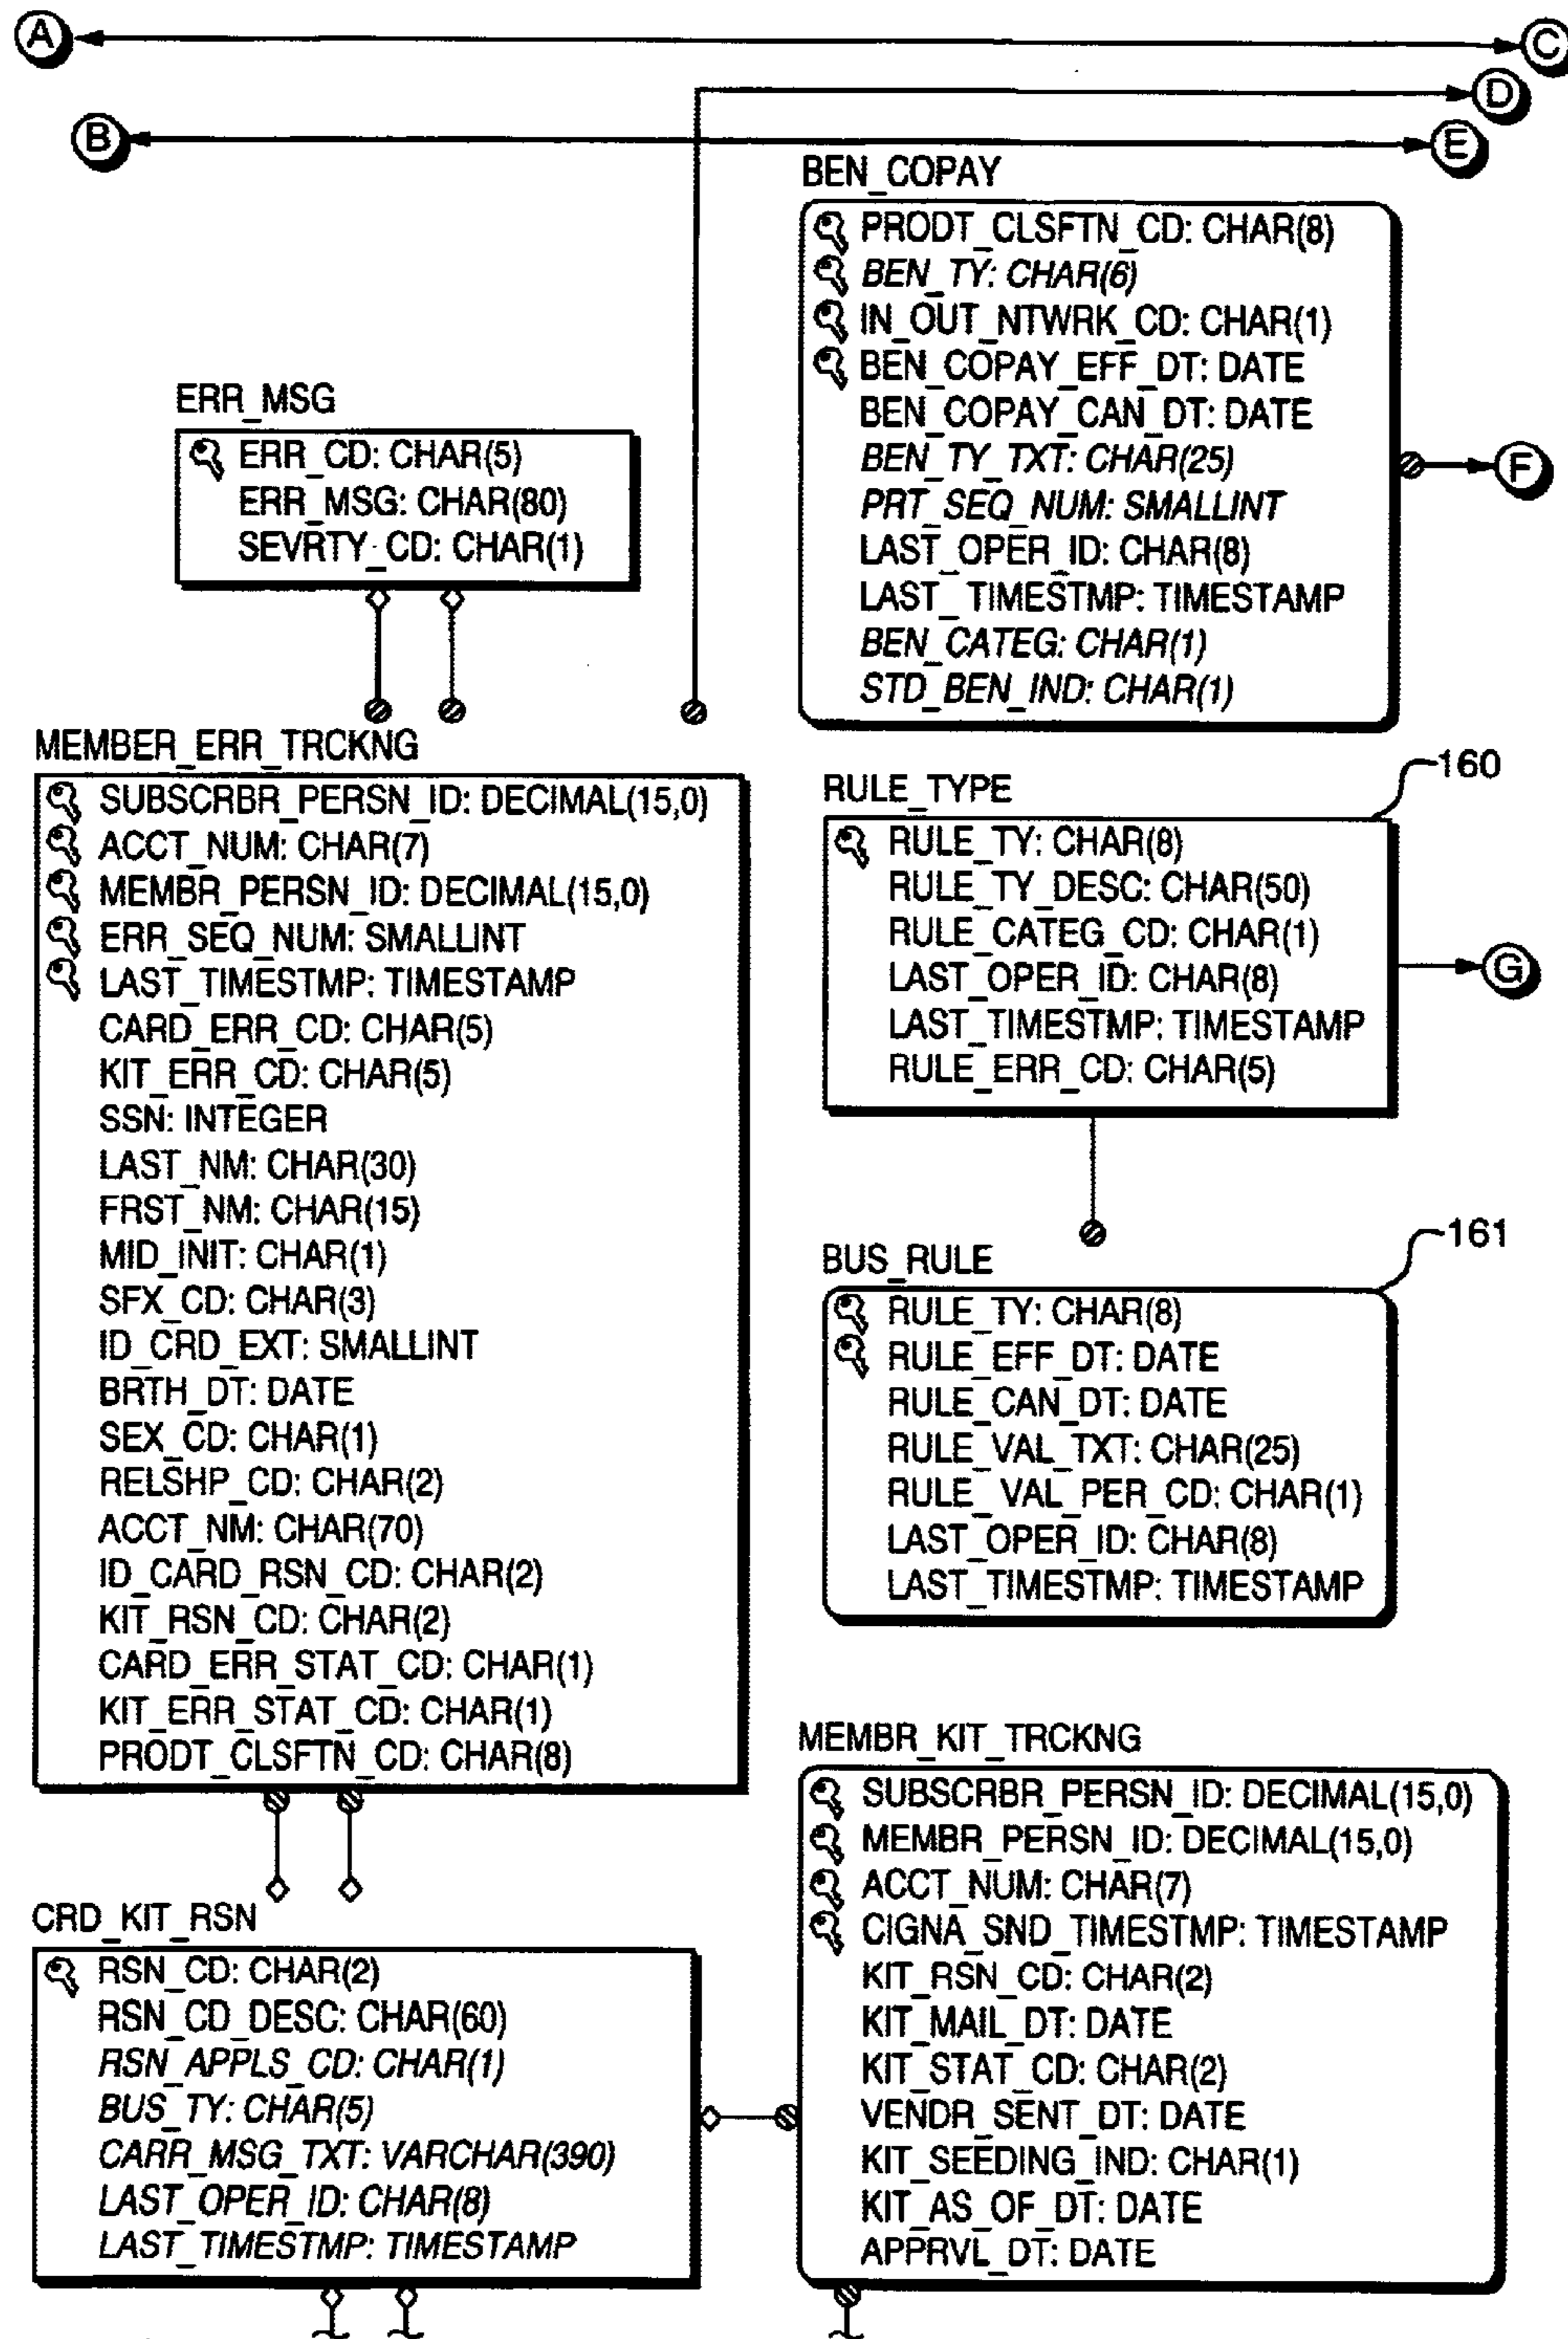 A
C
D
B
E
BEN_COPAY
PRODT_CLSFTN_CD: CHAR(8)
BEN_TY: CHAR(6)
IN_OUT_NTWRK_CD: CHAR(1)
BEN_COPAY_EFF_DT: DATE
BEN_COPAY_CAN_DT: DATE
BEN_TY_TXT: CHAR(25)
PRT_SEQ_NUM: SMALLINT
LAST_OPER_ID: CHAR(8)
LAST_TIMESTMP: TIMESTAMP
BEN_CATEG: CHAR(1)
STD_BEN_IND: CHAR(1)
F
ERR_MSG
ERR_CD: CHAR(5)
ERR_MSG: CHAR(80)
SEVRTY_CD: CHAR(1)
MEMBER_ERR_TRCKNG
SUBSCRBR_PERSN_ID: DECIMAL(15,0)
ACCT_NUM: CHAR(7)
MEMBR_PERSN_ID: DECIMAL(15,0)
ERR_SEQ_NUM: SMALLINT
LAST_TIMESTMP: TIMESTAMP
CARD_ERR_CD: CHAR(5)
KIT_ERR_CD: CHAR(5)
SSN: INTEGER
LAST_NM: CHAR(30)
FRST_NM: CHAR(15)
MID_INIT: CHAR(1)
SFX_CD: CHAR(3)
ID_CRD_EXT: SMALLINT
BRTH_DT: DATE
SEX_CD: CHAR(1)
RELSHP_CD: CHAR(2)
ACCT_NM: CHAR(70)
ID_CARD_RSN_CD: CHAR(2)
KIT_RSN_CD: CHAR(2)
CARD_ERR_STAT_CD: CHAR(1)
KIT_ERR_STAT_CD: CHAR(1)
PRODT_CLSFTN_CD: CHAR(8)
RULE_TYPE
160
RULE_TY: CHAR(8)
RULE_TY_DESC: CHAR(50)
RULE_CATEG_CD: CHAR(1)
LAST_OPER_ID: CHAR(8)
LAST_TIMESTMP: TIMESTAMP
RULE_ERR_CD: CHAR(5)
G
BUS_RULE
161
RULE_TY: CHAR(8)
RULE_EFF_DT: DATE
RULE_CAN_DT: DATE
RULE_VAL_TXT: CHAR(25)
RULE_VAL_PER_CD: CHAR(1)
LAST_OPER_ID: CHAR(8)
LAST_TIMESTMP: TIMESTAMP
CRD_KIT_RSN
RSN_CD: CHAR(2)
RSN_CD_DESC: CHAR(60)
RSN_APPLS_CD: CHAR(1)
BUS_TY: CHAR(5)
CARR_MSG_TXT: VARCHAR(390)
LAST_OPER_ID: CHAR(8)
LAST_TIMESTMP: TIMESTAMP
MEMBR_KIT_TRCKNG
SUBSCRBR_PERSN_ID: DECIMAL(15,0)
MEMBR_PERSN_ID: DECIMAL(15,0)
ACCT_NUM: CHAR(7)
CIGNA_SND_TIMESTMP: TIMESTAMP
KIT_RSN_CD: CHAR(2)
KIT_MAIL_DT: DATE
KIT_STAT_CD: CHAR(2)
VENDR_SENT_DT: DATE
KIT_SEEDING_IND: CHAR(1)
KIT_AS_OF_DT: DATE
APPRVL_DT: DATE